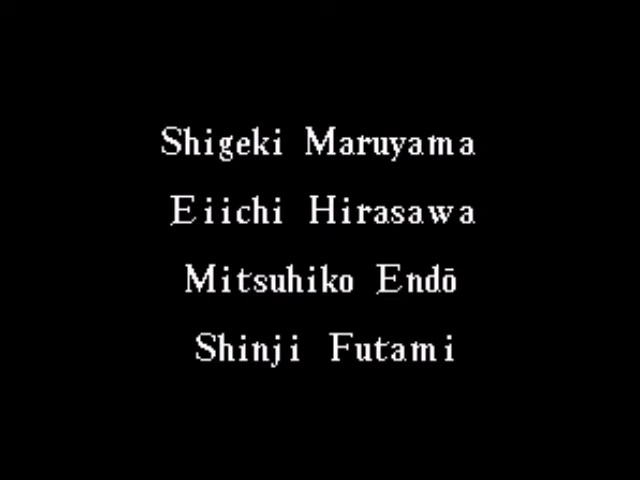 Shigeki Maruyama
Eiichi Hirasawa
Mitsuhiko Endō
Shinji Futami